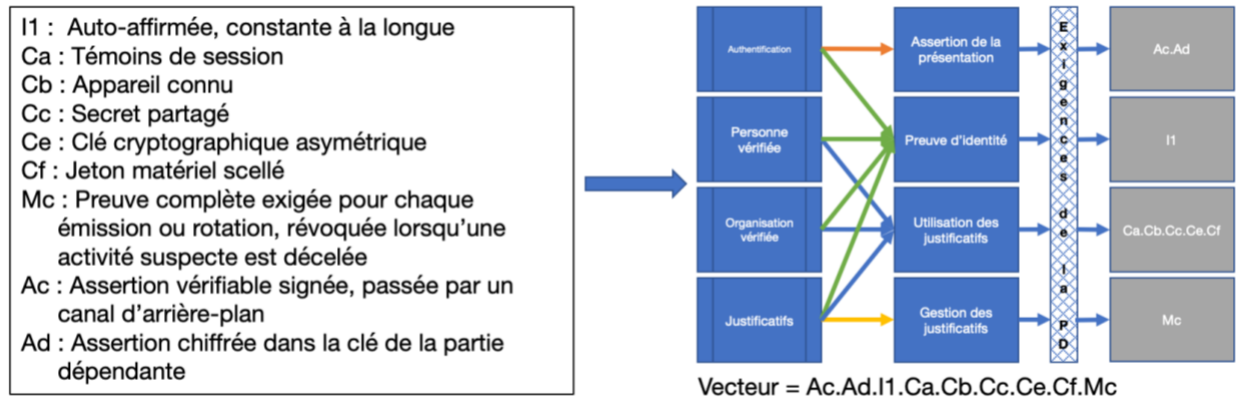 I1 : Auto-affirmée, constante à la longue
Ca : Témoins de session
Cb : Appareil connu
Cc : Secret partagé
Ce : Clé cryptographique asymétrique
Cf : Jeton matériel scellé
Mc : Preuve complète exigée pour chaque
émission ou rotation, révoquée lorsqu'une
activité suspecte est décelée
Ac : Assertion vérifiable signée, passée par un
canal d'arrière-plan
Ad : Assertion chiffrée dans la clé de la partie
dépendante
Authentification
Personne
vérifiée
Organisation
vérifiée
Justificatifs
Assertion de la
présentation
Preuve d'identité
Utilisation des
justificatifs
Gestion des
justificatifs
Exigences de la PD
Ac.Ad
I1
Ca.Cb.Cc.Ce.Cf
Mc
Vecteur = Ac.Ad.I1.Ca.Cb.Cc.Ce.Cf.Mc